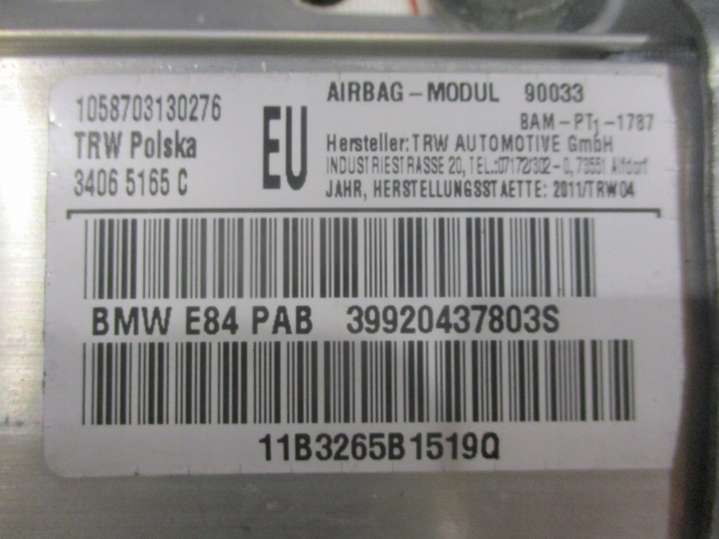 1058703130276
TRW Polska
3406 5165 C
EU
AIRBAG-MODUL 90033
BAM-PT1-1787
Hersteller: TRW AUTOMOTIVE GmbH
INDUSTRIESTRASSE 20, TEL.:07172/302-0, 73551 Alfdorf
JAHR, HERSTELLUNGSSTAETTE: 2011/TRW04
BMW E84 PAB 39920437803S
11B3265B1519Q